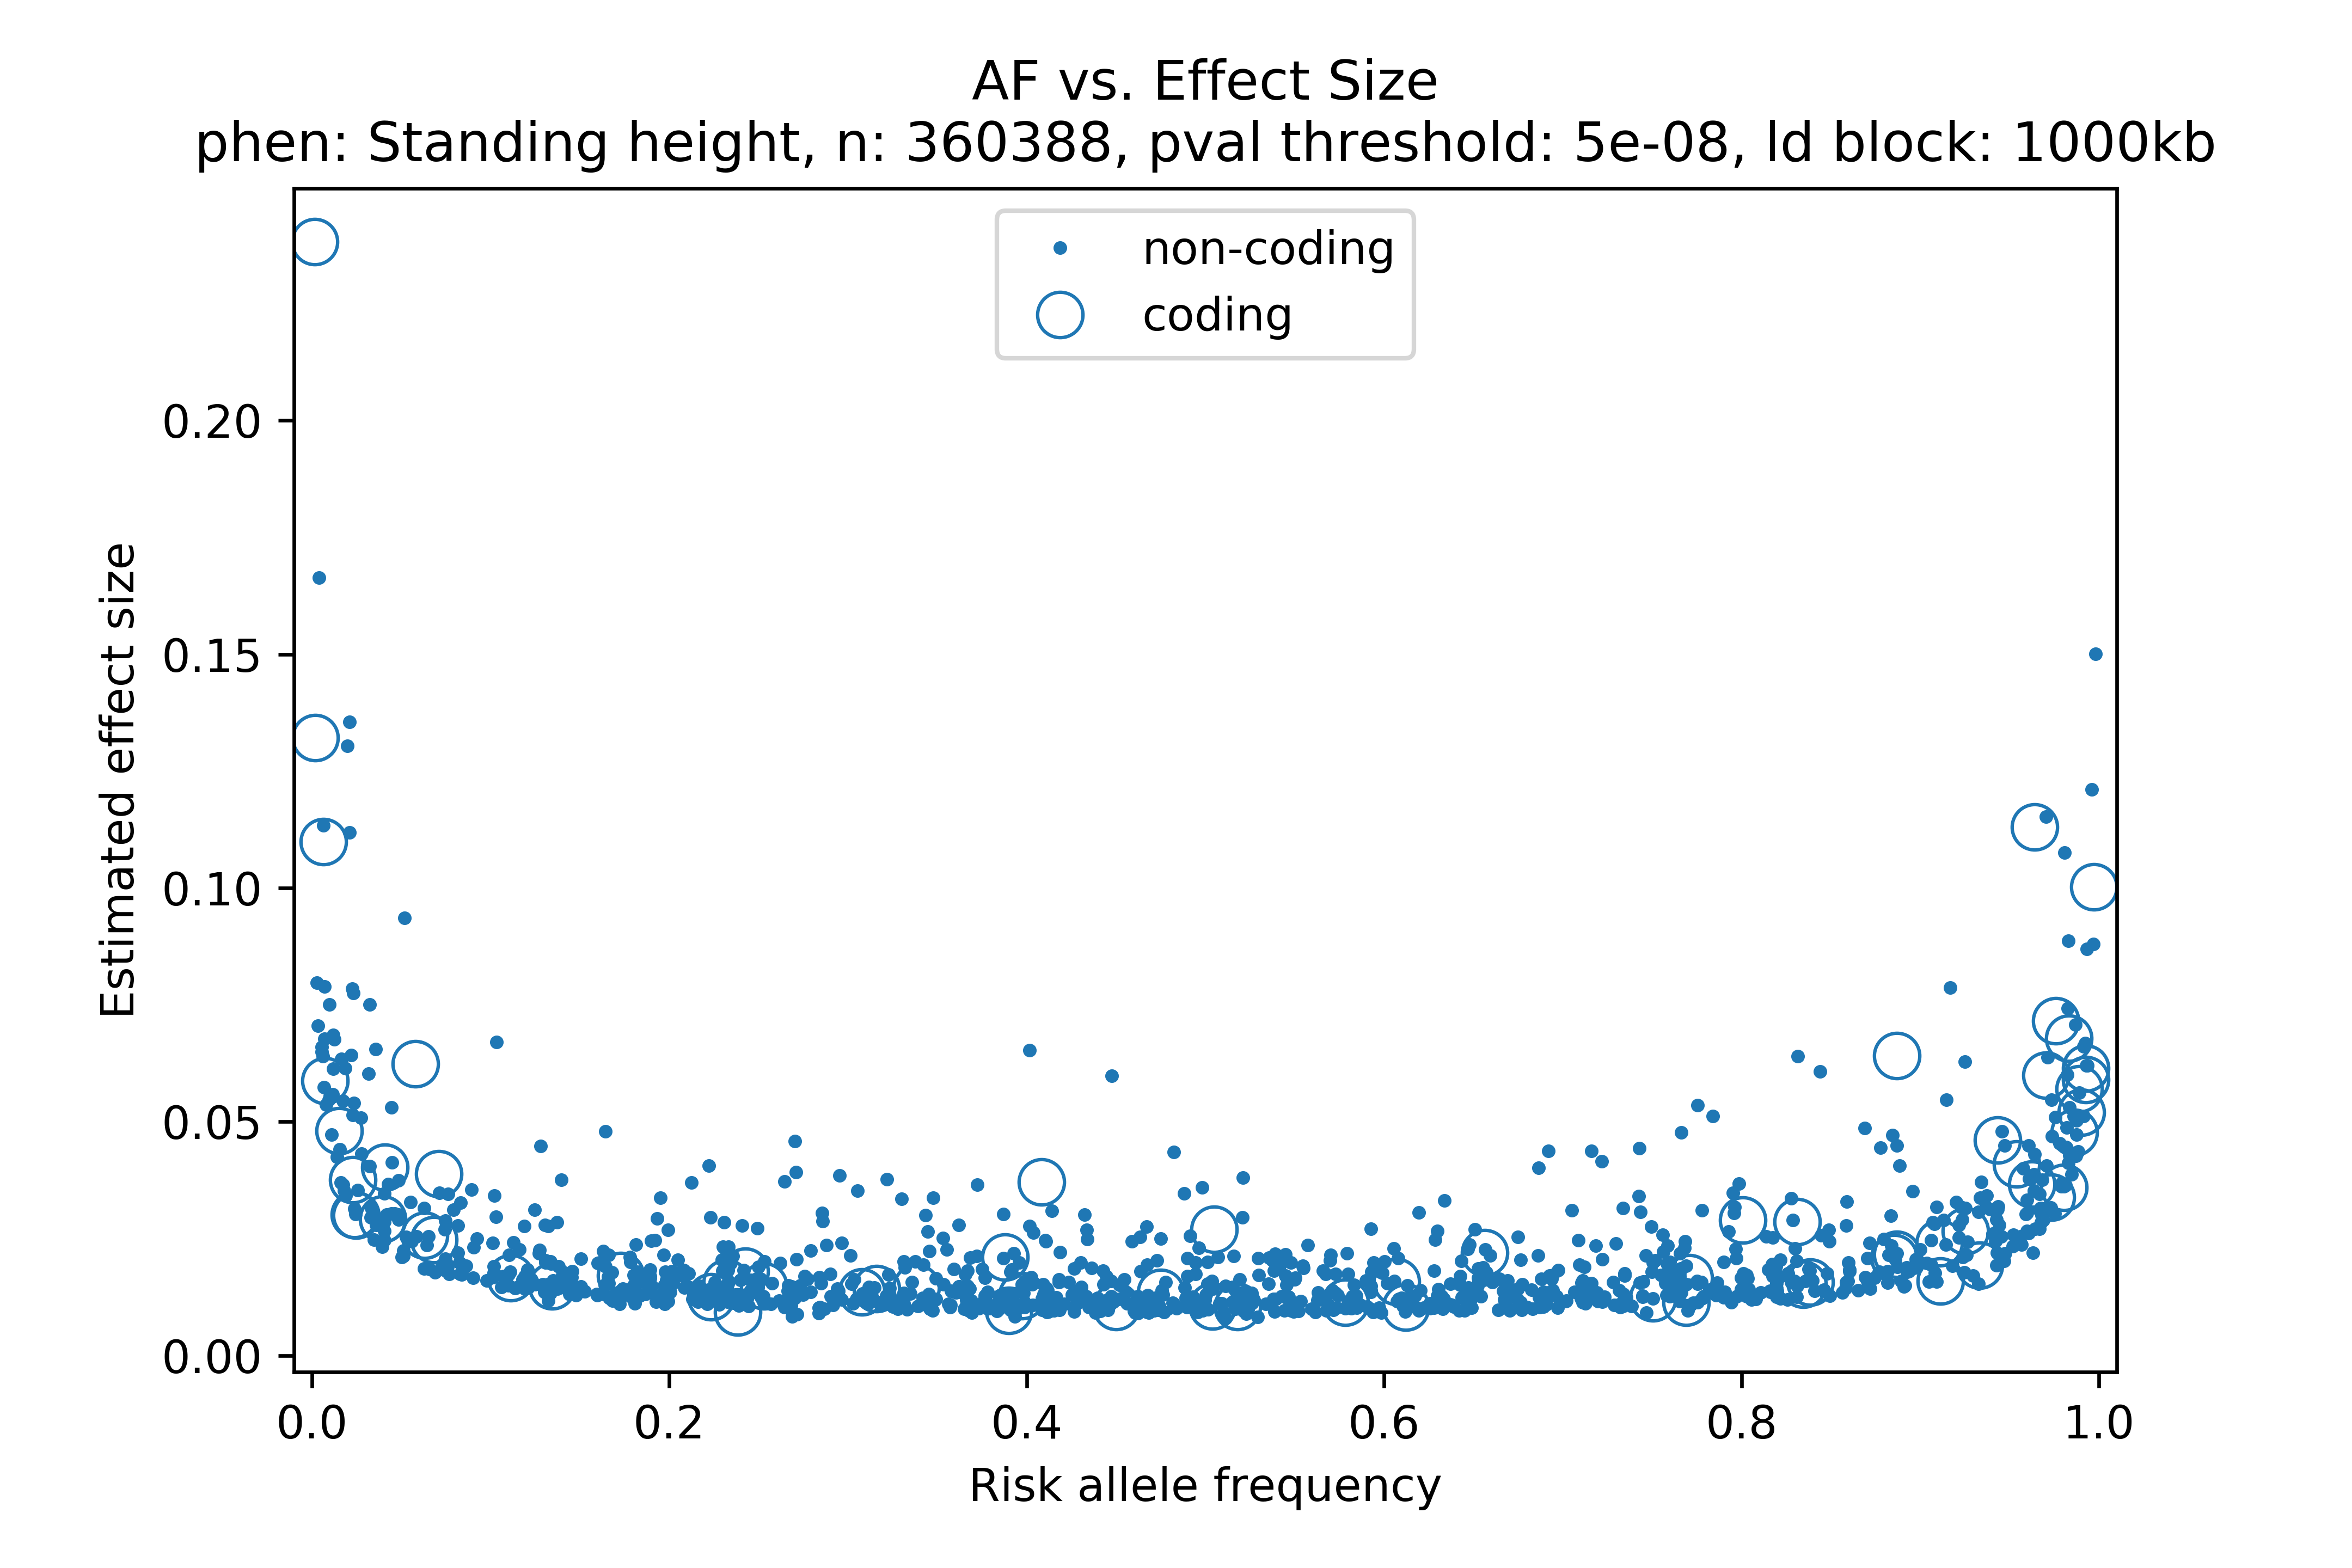 AF vs. Effect Size
phen: Standing height, n: 360388, pval threshold: 5e-08, ld block: 1000kb
non-coding
coding
0.20
0.15
0.10
0.05
0.00
Estimated effect size
0.0 0.2 0.4 0.6 0.8 1.0
Risk allele frequency